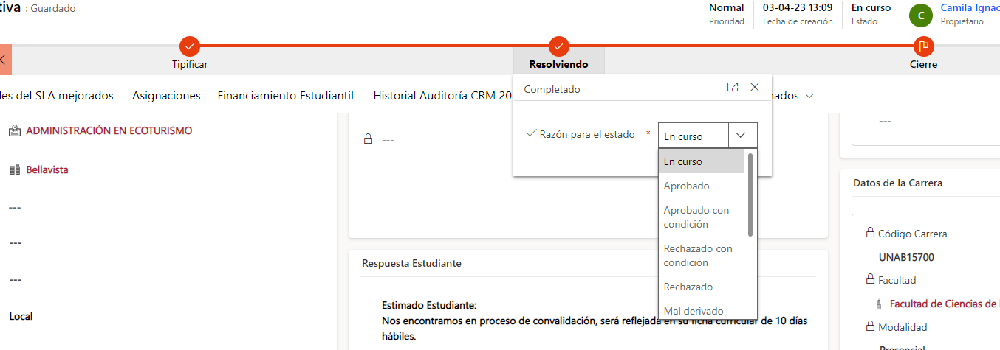 tiva : Guardado
Normal
Prioridad
03-04-23 13:09
Fecha de creación
En curso
Estado
C
Camila Ignac
Propietario
Tipificar
Resolviendo
Cierre
les del SLA mejorados
Asignaciones
Financiamiento Estudiantil
Historial Auditoría CRM 20
nados
Completado
Razón para el estado *
En curso
En curso
Aprobado
Aprobado con
condición
Rechazado con
condición
Rechazado
Mal derivado
ADMINISTRACIÓN EN ECOTURISMO
Bellavista
---
---
---
Local
---
Respuesta Estudiante
Estimado Estudiante:
Nos encontramos en proceso de convalidación, será reflejada en su ficha curricular de 10 días
hábiles.
---
Datos de la Carrera
Código Carrera
UNAB15700
Facultad
Facultad de Ciencias de
Modalidad
Presencial